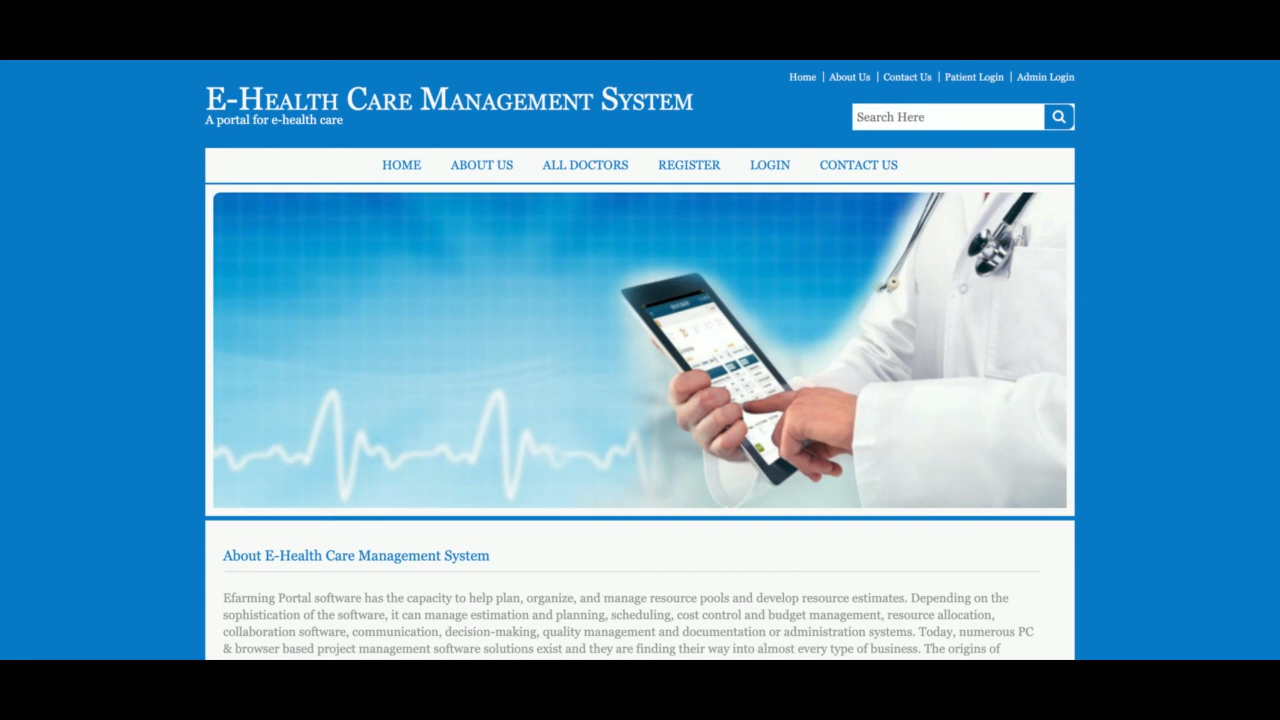 Home | About Us | Contact Us | Patient Login | Admin Login
E-Health Care Management System
A portal for e-health care
Search Here
HOME ABOUT US ALL DOCTORS REGISTER LOGIN CONTACT US
About E-Health Care Management System
Efarming Portal software has the capacity to help plan, organize, and manage resource pools and develop resource estimates. Depending on the
sophistication of the software, it can manage estimation and planning, scheduling, cost control and budget management, resource allocation,
collaboration software, communication, decision-making, quality management and documentation or administration systems. Today, numerous PC
& browser based project management software solutions exist and they are finding their way into almost every type of business. The origins of